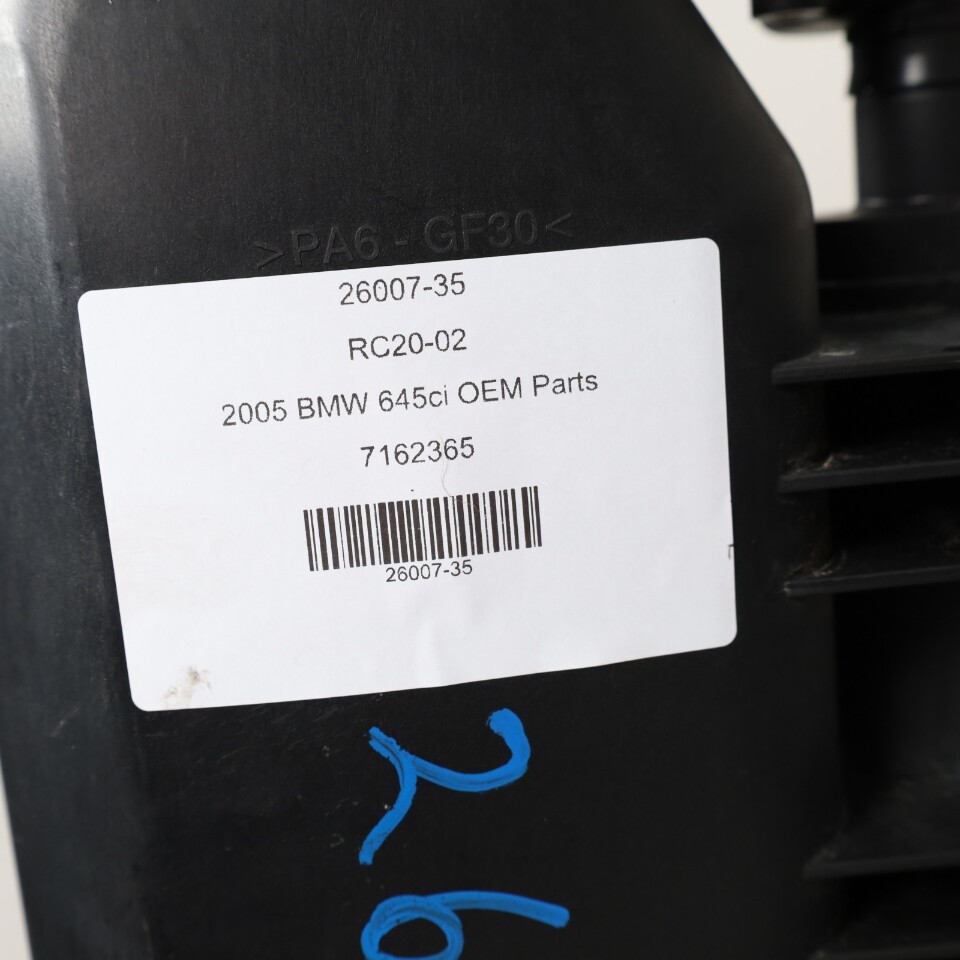 >PA6 - GF30<
26007-35
RC20-02
2005 BMW 645ci OEM Parts
7162365
26007-35
26